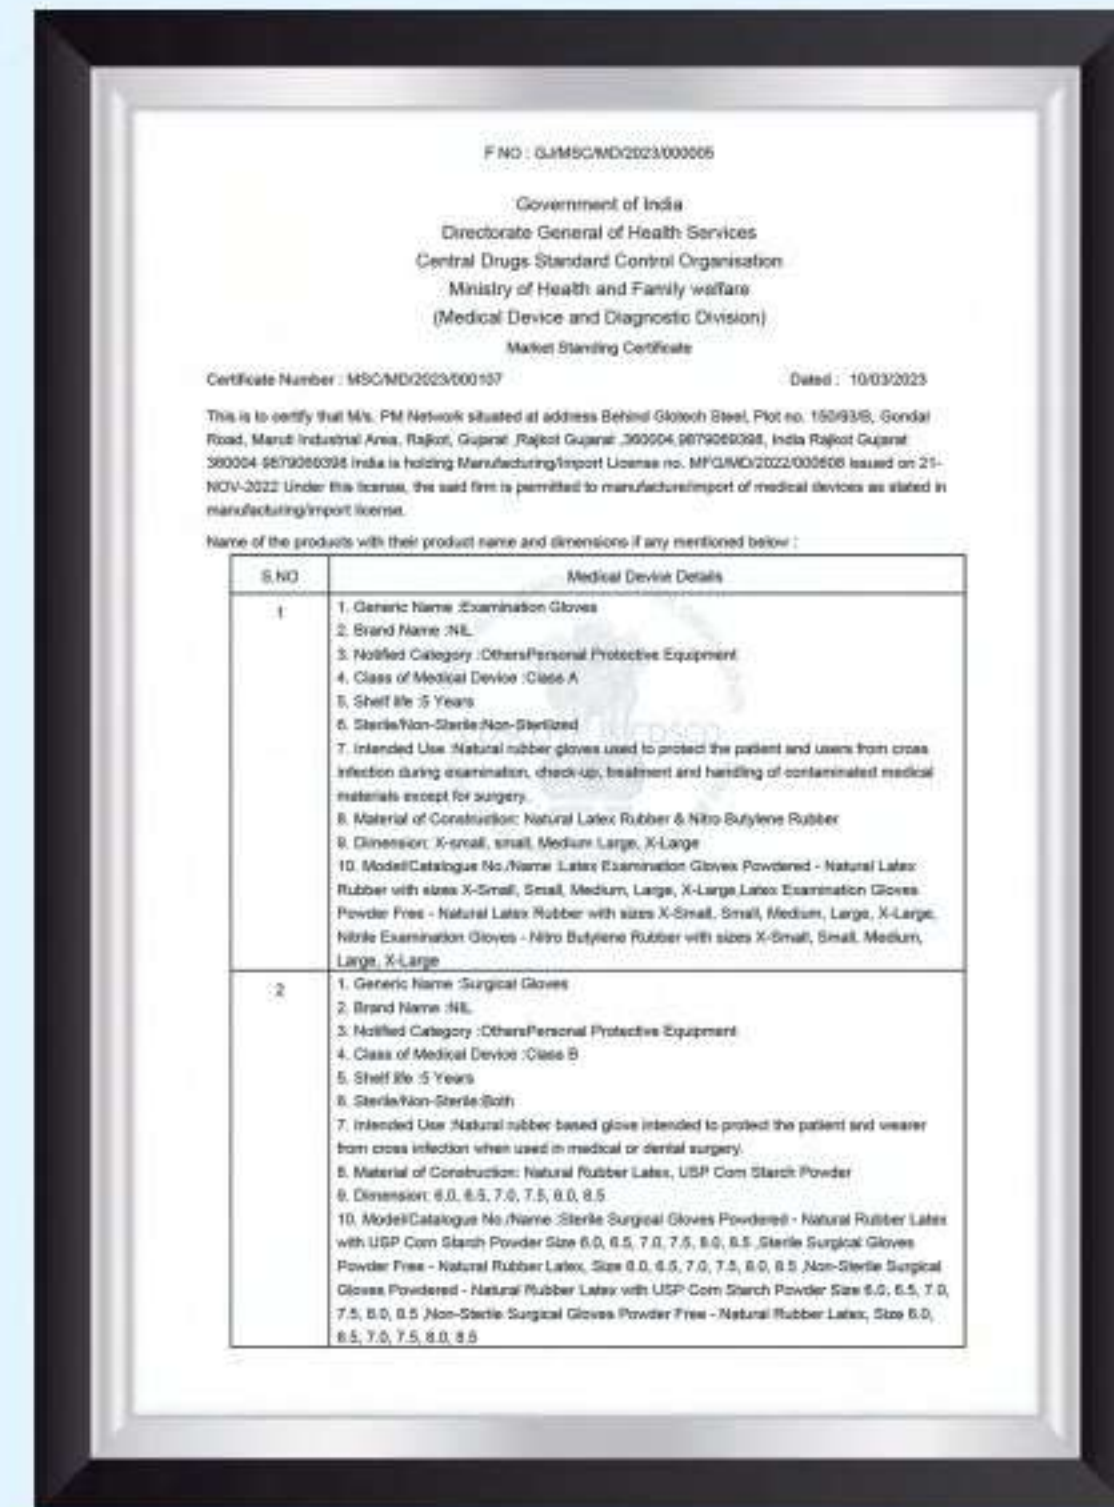 F.NO : GJ/MSC/MD/2023/000005
Government of India
Directorate General of Health Services
Central Drugs Standard Control Organisation
Ministry of Health and Family welfare
(Medical Device and Diagnostic Division)
Market Standing Certificate
Certificate Number : MSC/MD/2023/000107 Dated : 10/03/2023
This is to certify that M/s. PM Network situated at address Behind Glotech Steel, Plot no. 150/93/B, Gondal
Road, Maruti Industrial Area, Rajkot, Gujarat ,Rajkot Gujarat ,360004,9879069398, India Rajkot Gujarat
360004 9879069398 India is holding Manufacturing/Import License no. MFG/MD/2022/000608 issued on 21-
NOV-2022 Under this license, the said firm is permitted to manufacture/import of medical devices as stated in
manufacturing/import license.
Name of the products with their product name and dimensions if any mentioned below :
S.NO Medical Device Details
1 1. Generic Name :Examination Gloves
2. Brand Name :NIL
3. Notified Category :OthersPersonal Protective Equipment
4. Class of Medical Device :Class A
5. Shelf life :5 Years
6. Sterile/Non-Sterile:Non-Sterilized
7. Intended Use :Natural rubber gloves used to protect the patient and users from cross
infection during examination, check-up, treatment and handling of contaminated medical
materials except for surgery.
8. Material of Construction: Natural Latex Rubber & Nitro Butylene Rubber
9. Dimension: X-small, small, Medium Large, X-Large
10. Model/Catalogue No./Name :Latex Examination Gloves Powdered - Natural Latex
Rubber with sizes X-Small, Small, Medium, Large, X-Large,Latex Examination Gloves
Powder Free - Natural Latex Rubber with sizes X-Small, Small, Medium, Large, X-Large,
Nitrile Examination Gloves - Nitro Butylene Rubber with sizes X-Small, Small, Medium,
Large, X-Large
2 1. Generic Name :Surgical Gloves
2. Brand Name :NIL
3. Notified Category :OthersPersonal Protective Equipment
4. Class of Medical Device :Class B
5. Shelf life :5 Years
6. Sterile/Non-Sterile:Both
7. Intended Use :Natural rubber based glove intended to protect the patient and wearer
from cross infection when used in medical or dental surgery.
8. Material of Construction: Natural Rubber Latex, USP Corn Starch Powder
9. Dimension: 6.0, 6.5, 7.0, 7.5, 8.0, 8.5
10. Model/Catalogue No./Name :Sterile Surgical Gloves Powdered - Natural Rubber Latex
with USP Corn Starch Powder Size 6.0, 6.5, 7.0, 7.5, 8.0, 8.5 ,Sterile Surgical Gloves
Powder Free - Natural Rubber Latex, Size 6.0, 6.5, 7.0, 7.5, 8.0, 8.5 ,Non-Sterile Surgical
Gloves Powdered - Natural Rubber Latex with USP Corn Starch Powder Size 6.0, 6.5, 7.0,
7.5, 8.0, 8.5 ,Non-Sterile Surgical Gloves Powder Free - Natural Rubber Latex, Size 6.0,
6.5, 7.0, 7.5, 8.0, 8.5